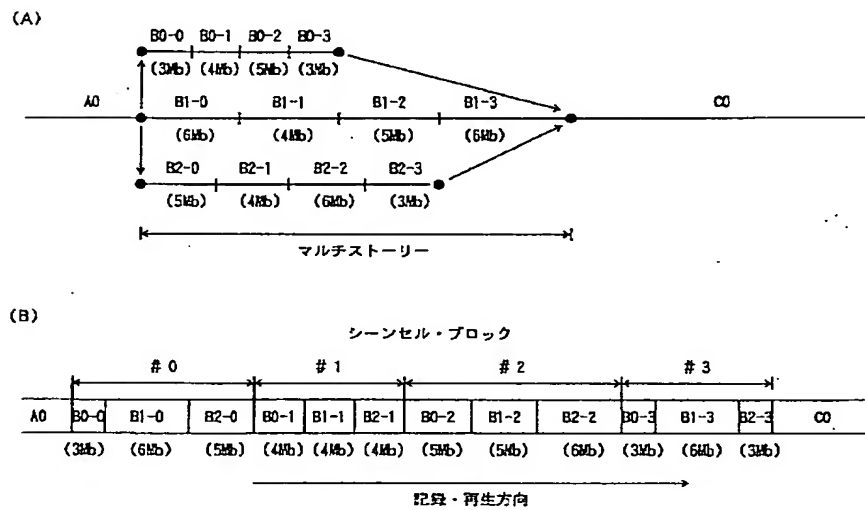 (A)
B0-0 B0-1 B0-2 B0-3
(3Mb) (4Mb) (5Mb) (3Mb)
A0 B1-0 B1-1 B1-2 B1-3 C0
(6Mb) (4Mb) (5Mb) (6Mb)
B2-0 B2-1 B2-2 B2-3
(5Mb) (4Mb) (6Mb) (3Mb)
マルチストーリー
(B)
シーンセル・ブロック
#0 #1 #2 #3
A0 B0-0 B1-0 B2-0 B0-1 B1-1 B2-1 B0-2 B1-2 B2-2 B0-3 B1-3 B2-3 C0
(3Mb) (6Mb) (5Mb) (4Mb) (4Mb) (4Mb) (5Mb) (5Mb) (6Mb) (3Mb) (6Mb) (3Mb)
記録・再生方向